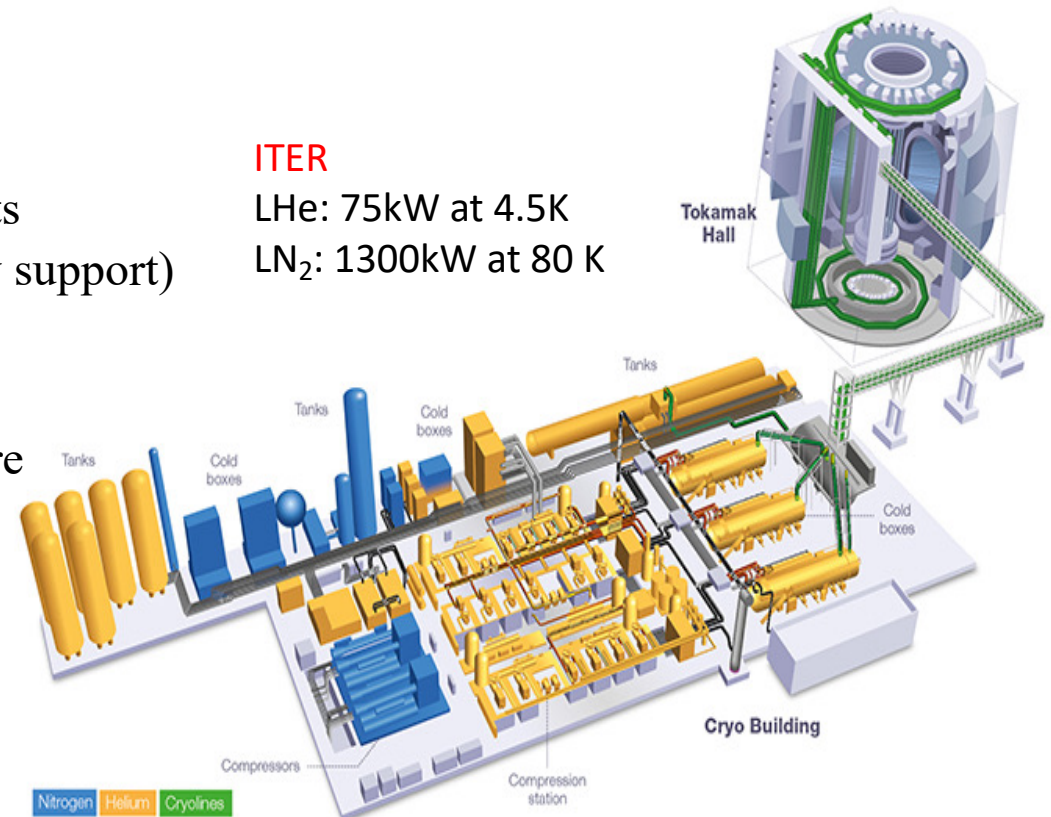 ITER
ts
LHe: 75kW at 4.5K
support)
LN₂: 1300kW at 80 K
Tokamak
Hall
Tanks
Tanks
Cold
boxes
re
Tanks
Cold
boxes
Cold
boxes
Cryo Building
Compressors
Compression
station
Nitrogen Helium Cryolines